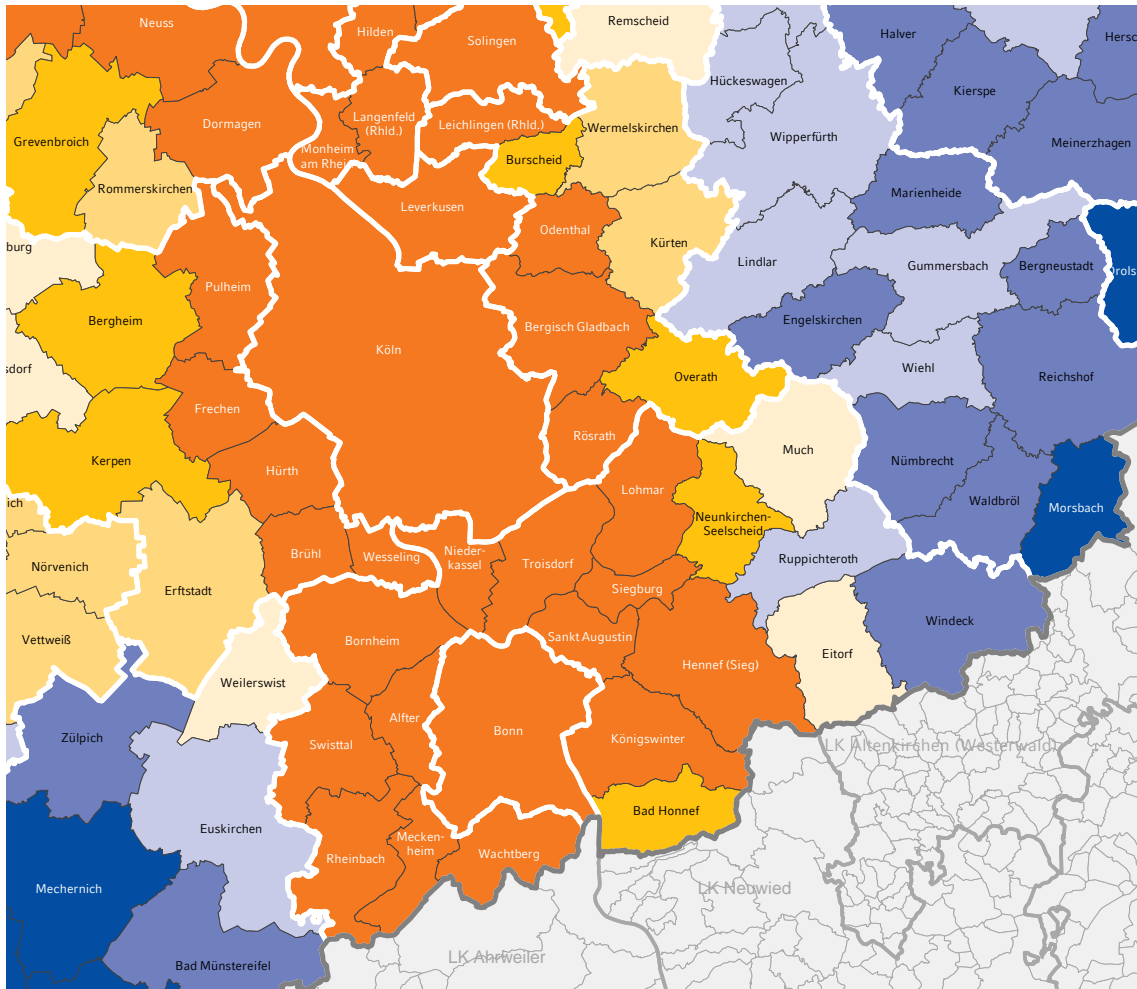 Neuss
Hilden
Solingen
Remscheid
Halver
Hersc
Hückeswagen
Kierspe
Dormagen
Langenfeld
(Rhld.)
Leichlingen (Rhld.)
Wermelskirchen
Wipperfürth
Meinerzhagen
Grevenbroich
Monheim
am Rhein
Burscheid
Rommerskirchen
Marienheide
Leverkusen
Odenthal
Kürten
burg
Lindlar
Gummersbach
Bergneustadt
Drols
Pulheim
Bergheim
Bergisch Gladbach
Engelskirchen
Köln
sdorf
Overath
Wiehl
Reichshof
Frechen
Rösrath
Much
Kerpen
Hürth
Nümbrecht
Lohmar
Waldbröl
Morsbach
ich
Neunkirchen-
Seelscheid
Brühl
Wesseling
Nieder-
kassel
Troisdorf
Ruppichteroth
Nörvenich
Erftstadt
Siegburg
Vettweiß
Bornheim
Sankt Augustin
Windeck
Eitorf
Hennef (Sieg)
Weilerswist
Zülpich
Swisttal
Alfter
Bonn
Königswinter
LK Altenkirchen (Westerwald)
Euskirchen
Bad Honnef
Mecken-
heim
Rheinbach
Wachtberg
Mechernich
LK Neuwied
Bad Münstereifel
LK Ahrweiler